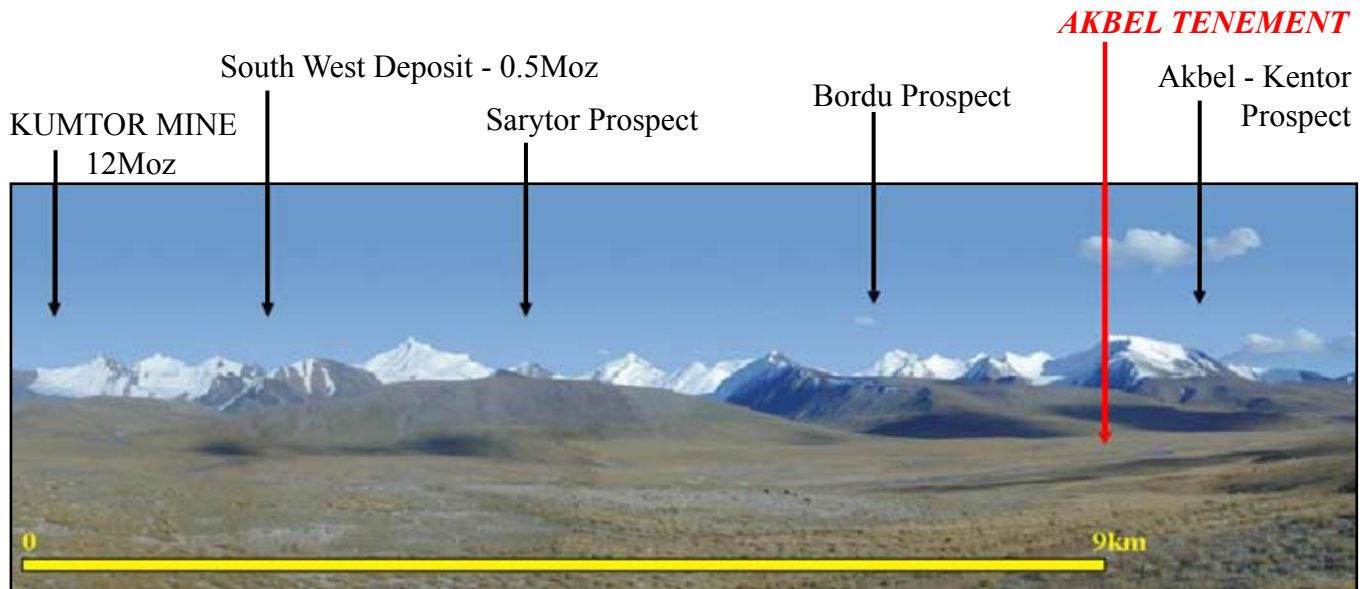 AKBEL TENEMENT
South West Deposit - 0.5Moz
Akbel - Kentor
Prospect
Bordu Prospect
Sarytor Prospect
KUMTOR MINE
12Moz
0
9km